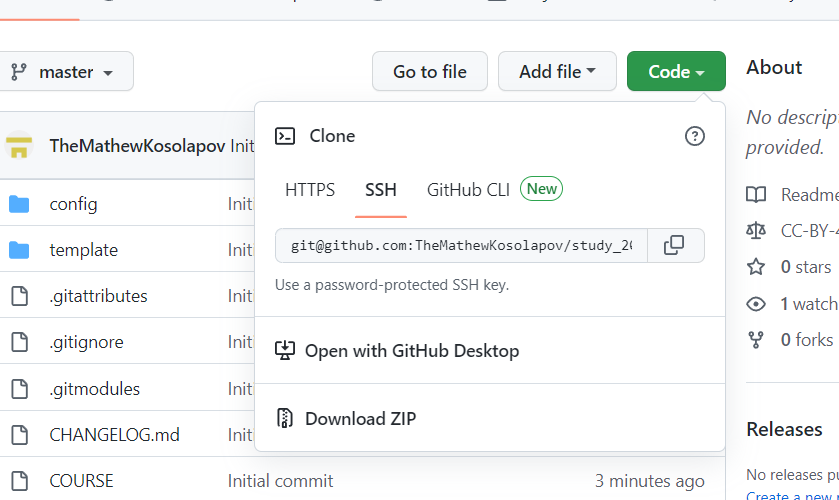 master
Go to file
Add file
Code
About
No descript
provided.
TheMathewKosolapov Init
Clone
HTTPS
SSH
GitHub CLI
New
git@github.com:TheMathewKosolapov/study_20
Use a password-protected SSH key.
Open with GitHub Desktop
Download ZIP
config Init
template Init
.gitattributes Init
.gitignore Init
.gitmodules Init
CHANGELOG.md Init
COURSE Initial commit 3 minutes ago
Readme
CC-BY-4
0 stars
1 watch
0 forks
Releases
No releases pu
Create a new